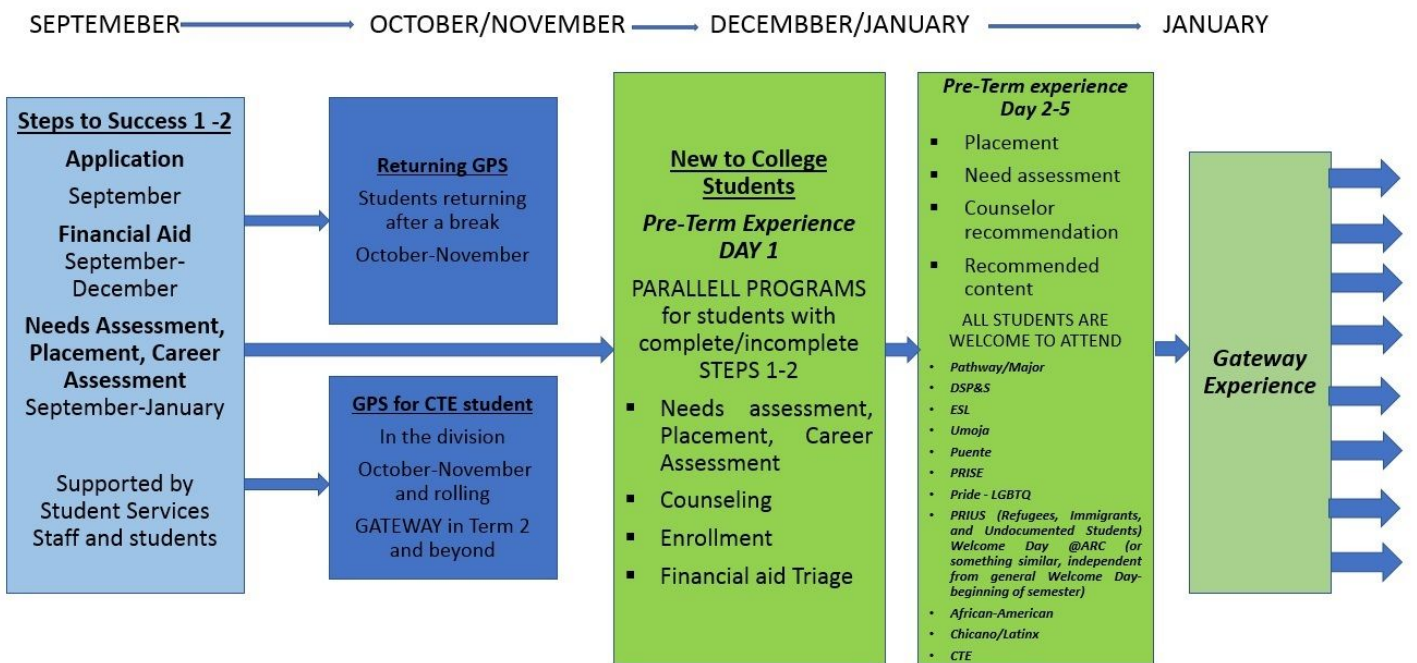 SEPTEMEBER
OCTOBER/NOVEMBER
DECEMBBER/JANUARY
JANUARY
Steps to Success 1 -2
Application
September
Financial Aid
September-
December
Needs Assessment,
Placement, Career
Assessment
September-January
Supported by
Student Services
Staff and students
Returning GPS
Students returning
after a break
October-November
GPS for CTE student
In the division
October-November
and rolling
GATEWAY in Term 2
and beyond
New to College
Students
Pre-Term Experience
DAY 1
PARALLELL PROGRAMS
for students with
complete/incomplete
STEPS 1-2
▪ Needs assessment,
Placement, Career
Assessment
▪ Counseling
▪ Enrollment
▪ Financial aid Triage
Pre-Term experience
Day 2-5
▪ Placement
▪ Need assessment
▪ Counselor
recommendation
▪ Recommended
content
ALL STUDENTS ARE
WELCOME TO ATTEND
• Pathway/Major
• DSP&S
• ESL
• Umoja
• Puente
• PRISE
• Pride - LGBTQ
• PRIUS (Refugees, Immigrants,
and Undocumented Students)
Welcome Day @ARC (or
something similar, independent
from general Welcome Day-
beginning of semester)
• African-American
• Chicano/Latinx
• CTE
Gateway
Experience